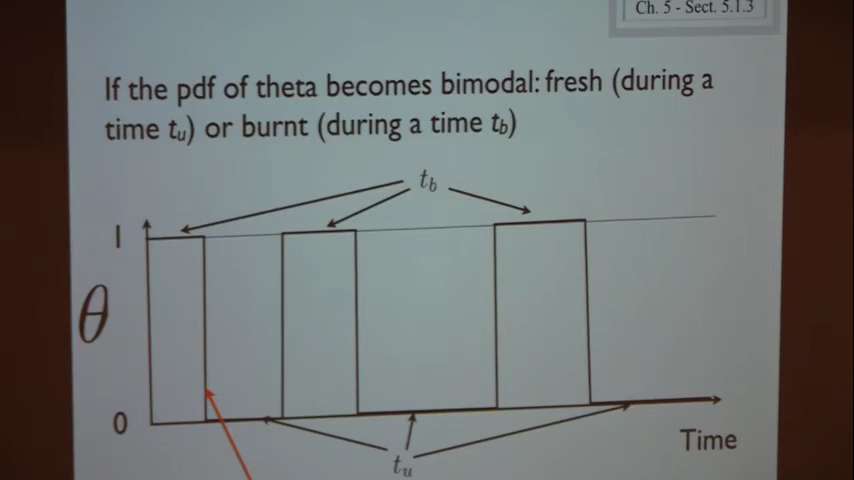 Ch. 5 - Sect. 5.1.3
If the pdf of theta becomes bimodal: fresh (during a
time tu) or burnt (during a time tb)
tb
1
θ
0
Time
tu